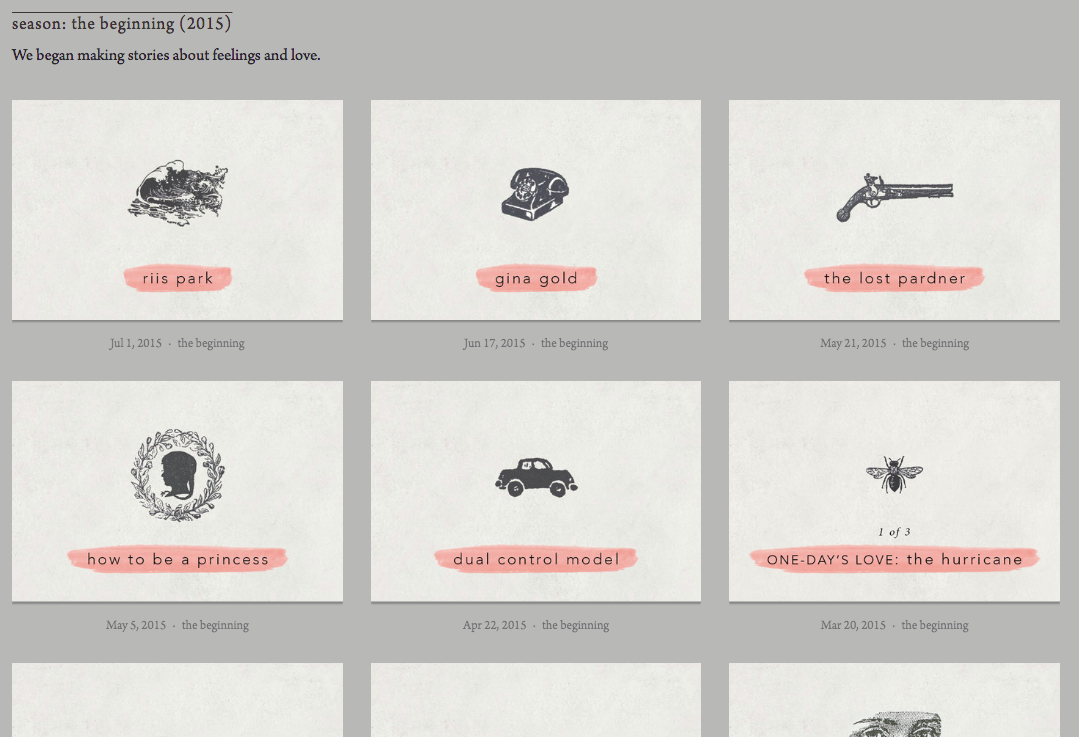 season: the beginning (2015)
We began making stories about feelings and love.
riis park
gina gold
the lost pardner
Jul 1, 2015 · the beginning
Jun 17, 2015 · the beginning
May 21, 2015 · the beginning
1 of 3
how to be a princess
dual control model
ONE-DAY'S LOVE: the hurricane
May 5, 2015 · the beginning
Apr 22, 2015 · the beginning
Mar 20, 2015 · the beginning